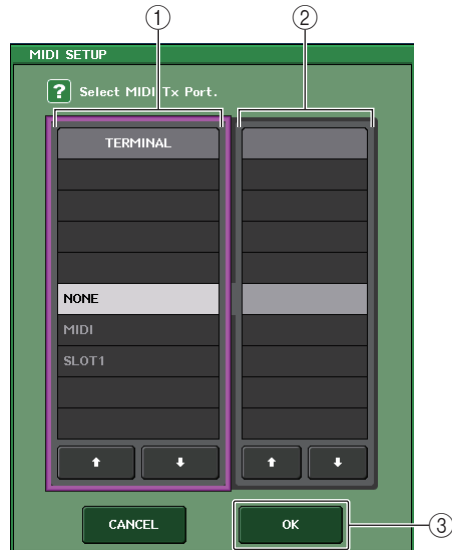 ① ②
MIDI SETUP
? Select MIDI Tx Port.
TERMINAL
NONE
MIDI
SLOT1
CANCEL OK ③